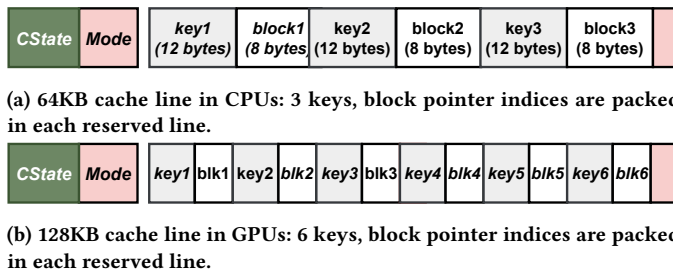 CState Mode key1 block1 key2 block2 key3 block3
(12 bytes) (8 bytes (12 bytes) (8 bytes) (12 bytes) (8 bytes)
(a) 64KB cache line in CPUs: 3 keys, block pointer indices are packed
in each reserved line.
CState Mode key1 blk1 key2 blk2 key3 blk3 key4 blk4 key5 blk5 key6 blk6
(b) 128KB cache line in GPUs: 6 keys, block pointer indices are packed
in each reserved line.